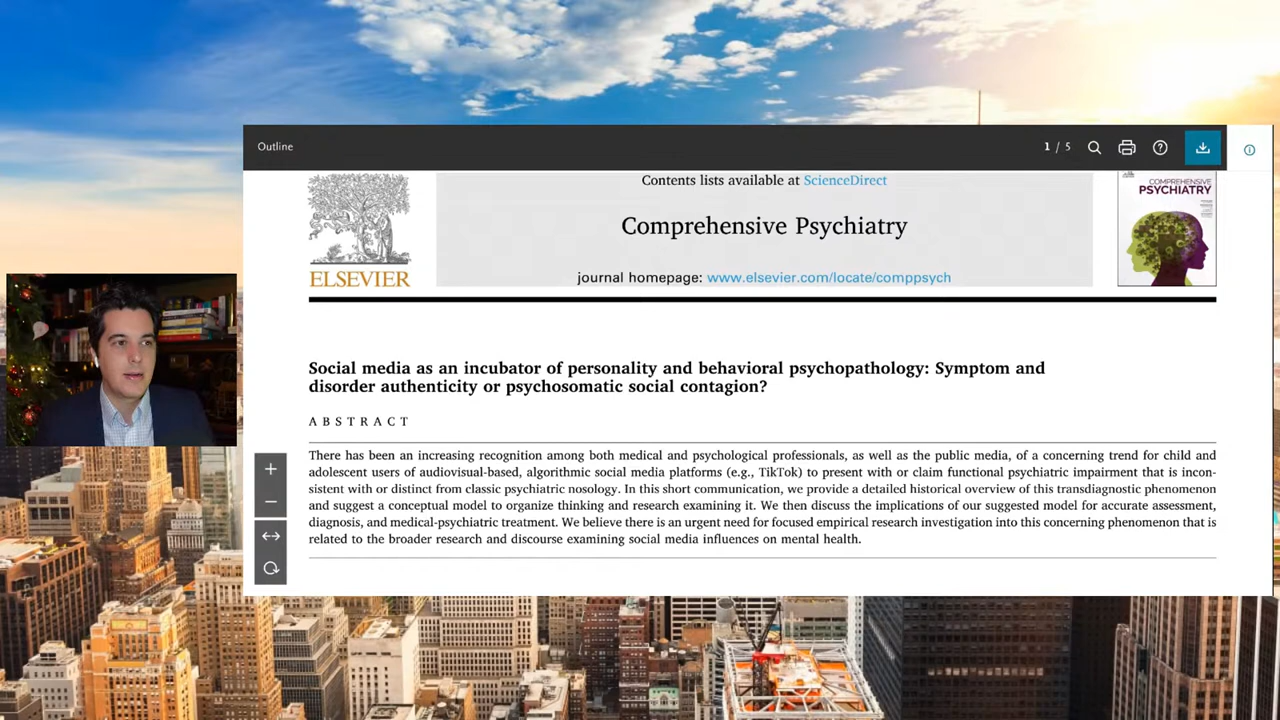 Outline
1 / 5
Contents lists available at ScienceDirect
Comprehensive Psychiatry
journal homepage: www.elsevier.com/locate/comppsych
ELSEVIER
COMPREHENSIVE
PSYCHIATRY
Social media as an incubator of personality and behavioral psychopathology: Symptom and
disorder authenticity or psychosomatic social contagion?
ABSTRACT
There has been an increasing recognition among both medical and psychological professionals, as well as the public media, of a concerning trend for child and
adolescent users of audiovisual-based, algorithmic social media platforms (e.g., TikTok) to present with or claim functional psychiatric impairment that is incon-
sistent with or distinct from classic psychiatric nosology. In this short communication, we provide a detailed historical overview of this transdiagnostic phenomenon
and suggest a conceptual model to organize thinking and research examining it. We then discuss the implications of our suggested model for accurate assessment,
diagnosis, and medical-psychiatric treatment. We believe there is an urgent need for focused empirical research investigation into this concerning phenomenon that is
related to the broader research and discourse examining social media influences on mental health.